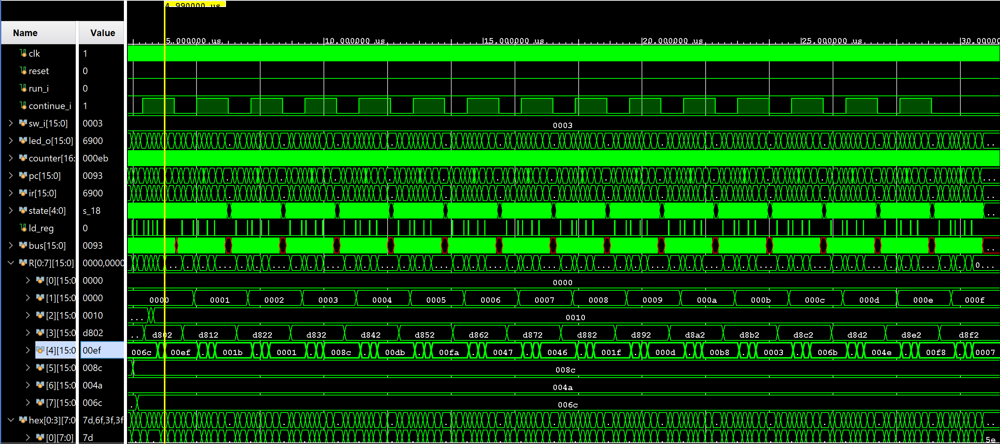 4.990000 us
Name Value
5.000000 us 10.000000 us 15.000000 us 20.000000 us 25.000000 us 30.00000
clk 1
reset 0
run_i 0
continue_i 1
sw_i[15:0] 0003 0003
led_o[15:0] 6900
counter[16: 000eb
pc[15:0] 0093
ir[15:0] 6900
state[4:0] s_18
ld_reg 0
bus[15:0] 0093
R[0:7][15:0] 0000,0000 0...
[0][15:0 0000 0000
[1][15:0 0000 0000 0001 0002 0003 0004 0005 0006 0007 0008 0009 000a 000b 000c 000d 000e 000f
[2][15:0 0010 ... 0010
[3][15:0 d802 .. d802 d812 d822 d832 d842 d852 d862 d872 d882 d892 d8a2 d8b2 d8c2 d8d2 d8e2 d8f2
[4][15:0 00ef 006c 00ef . 001b . 0001 . 008c . 00db . 00fa . 0047 . 0046 . 001f . 000d . 00b8 . 0003 . 006b . 004e . 00f8 . 0007
[5][15:0 008c 008c
[6][15:0 004a 004a
[7][15:0 006c . 006c
hex[0:3][7:0 7d,6f,3f,3f
[0][7:0] 7d 5e